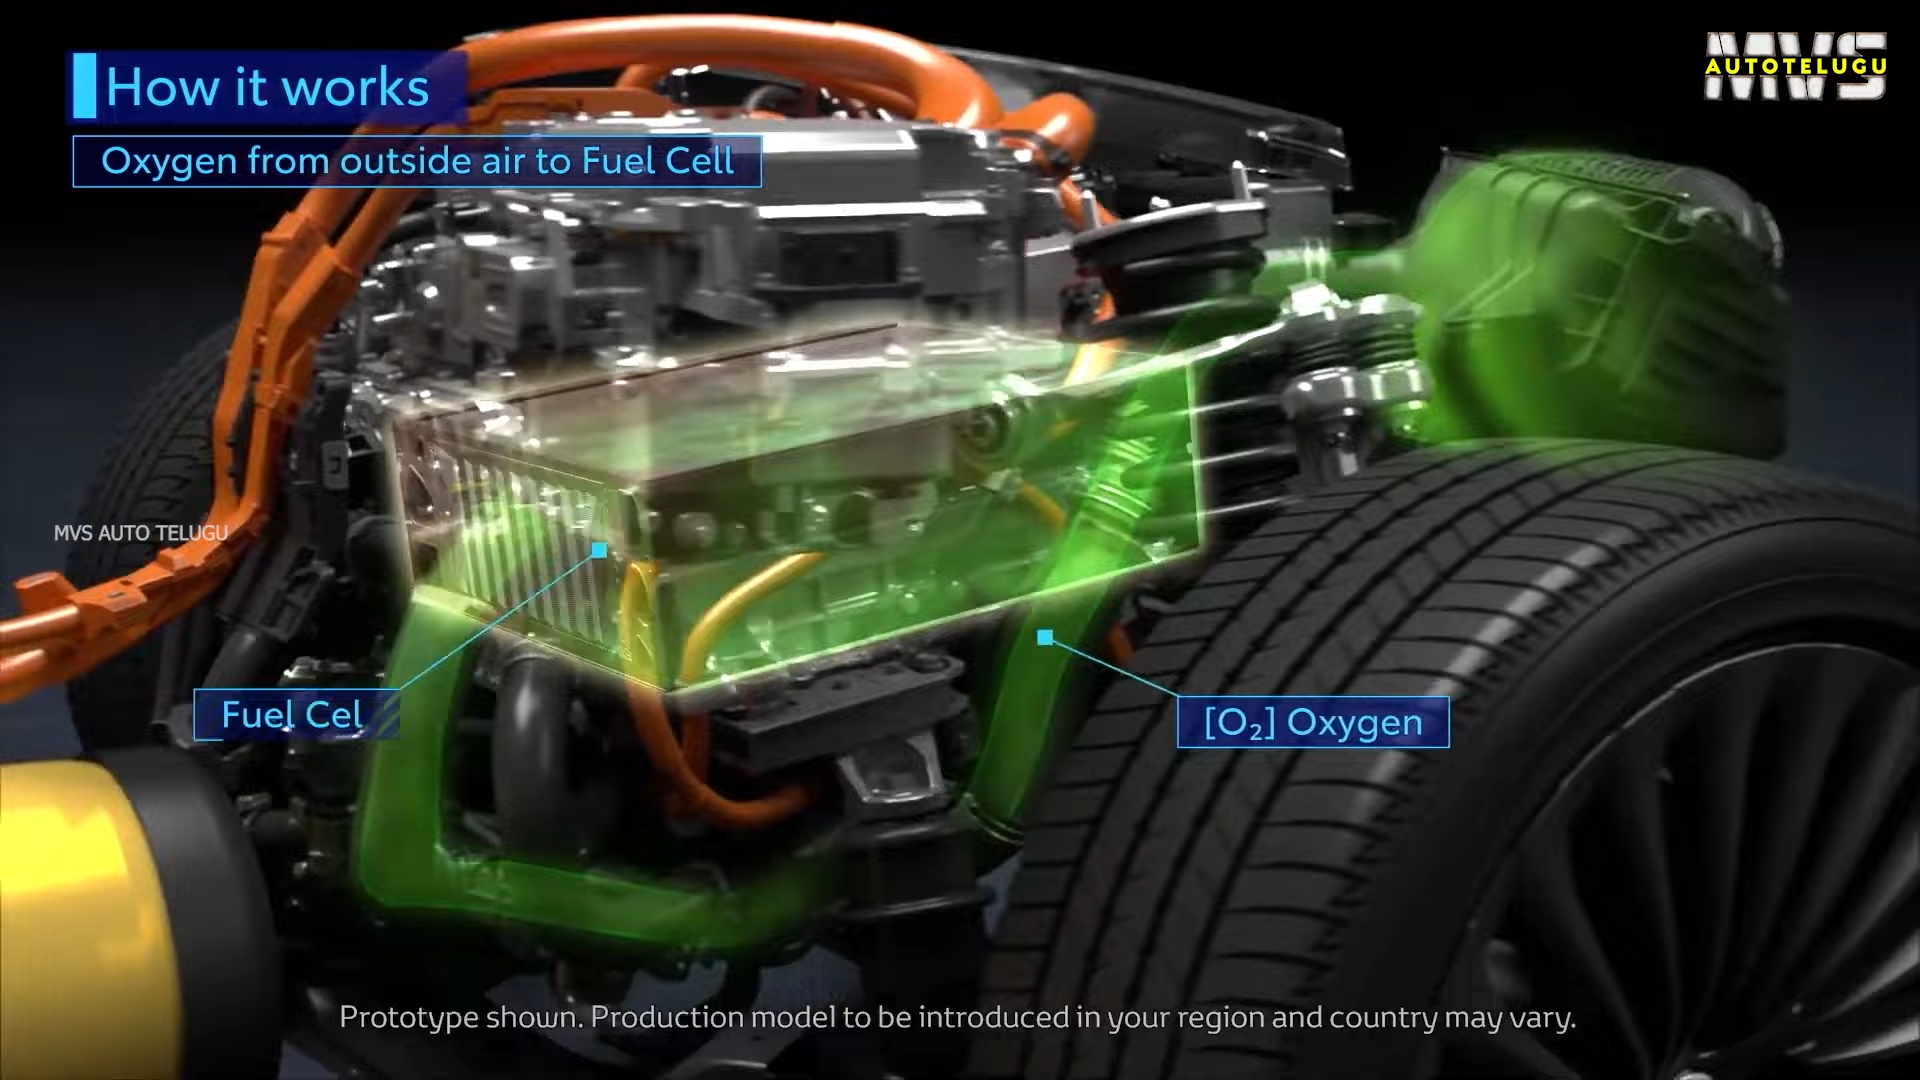 How it works
Oxygen from outside air to Fuel Cell
MVS
AUTOTELUGU
MVS AUTO TELUGU
Fuel Cel
[O₂] Oxygen
Prototype shown. Production model to be introduced in your region and country may vary.